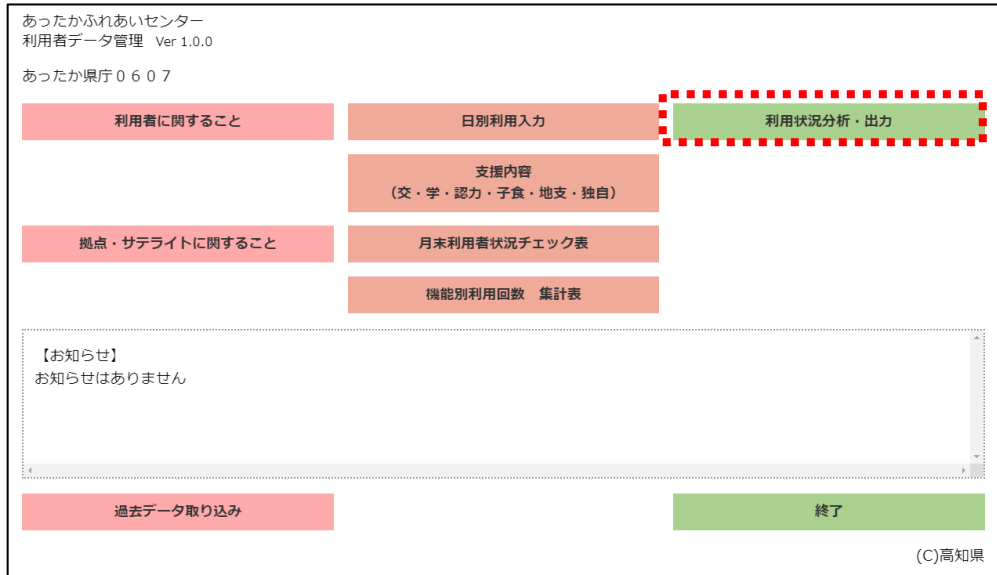 あったかふれあいセンター
利用者データ管理 Ver 1.0.0
あったか県庁０６０７
利用者に関すること
日別利用入力
利用状況分析・出力
支援内容
（交・学・認力・子食・地支・独自）
拠点・サテライトに関すること
月末利用者状況チェック表
機能別利用回数　集計表
【お知らせ】
お知らせはありません
過去データ取り込み
終了
(C)高知県